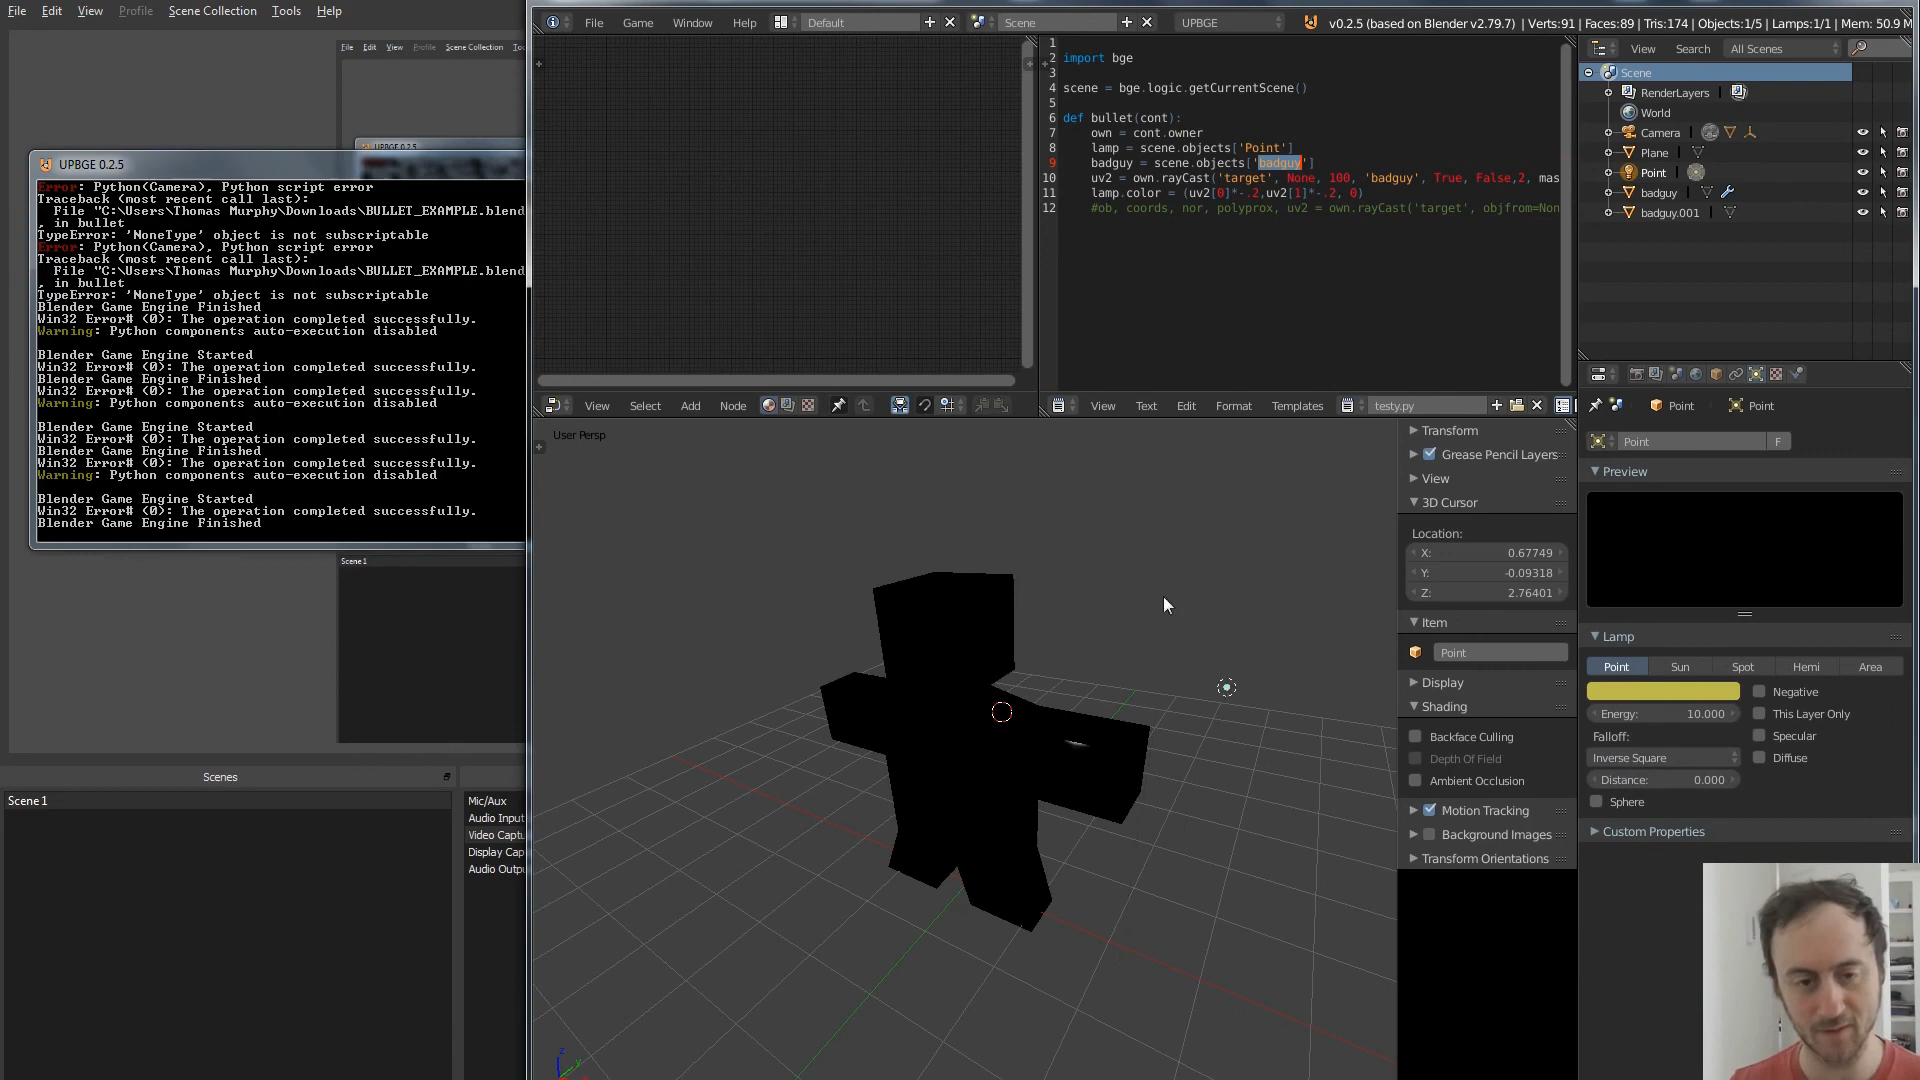 File Edit View Profile Scene Collection Tools Help
File Edit View Profile Scene Collection
UPBGE 0.2.5
UPBGE 0.2.5
Error: Python(Camera), Python script error
Traceback (most recent call last):
File "C:\Users\Thomas Murphy\Downloads\BULLET_EXAMPLE.blend
, in bullet
TypeError: 'NoneType' object is not subscriptable
Error: Python(Camera), Python script error
Traceback (most recent call last):
File "C:\Users\Thomas Murphy\Downloads\BULLET_EXAMPLE.blend
, in bullet
TypeError: 'NoneType' object is not subscriptable
Blender Game Engine Finished
Win32 Error# (0): The operation completed successfully.
Warning: Python components auto-execution disabled
Blender Game Engine Started
Win32 Error# (0): The operation completed successfully.
Blender Game Engine Finished
Win32 Error# (0): The operation completed successfully.
Warning: Python components auto-execution disabled
Blender Game Engine Started
Win32 Error# (0): The operation completed successfully.
Blender Game Engine Finished
Win32 Error# (0): The operation completed successfully.
Warning: Python components auto-execution disabled
Blender Game Engine Started
Win32 Error# (0): The operation completed successfully.
Blender Game Engine Finished
Scene1
Scenes
Scene 1
Mic/Aux
Audio Input
Video Captu
Display Cap
Audio Outpu
File Game Window Help Default Scene UPBGE v0.2.5 (based on Blender v2.79.7) | Verts:91 | Faces:89 | Tris:174 | Objects:1/5 | Lamps:1/1 | Mem: 50.9 M
1
2 import bge
3
4 scene = bge.logic.getCurrentScene()
5
6 def bullet(cont):
7 own = cont.owner
8 lamp = scene.objects['Point']
9 badguy = scene.objects['badguy']
10 uv2 = own.rayCast('target', None, 100, 'badguy', True, False,2, mas
11 lamp.color = (uv2[0]*-.2,uv2[1]*-.2, 0)
12 #ob, coords, nor, polyprox, uv2 = own.rayCast('target', objfrom=Non
View Select Add Node
View Text Edit Format Templates testy.py
View Search All Scenes
Scene
RenderLayers |
World
Camera |
Plane |
Point |
badguy |
badguy.001 |
User Persp
Transform
Grease Pencil Layers
View
3D Cursor
Location:
X: 0.67749
Y: -0.09318
Z: 2.76401
Item
Point
Display
Shading
Backface Culling
Depth Of Field
Ambient Occlusion
Motion Tracking
Background Images
Transform Orientations
Point Point
Point F
Preview
Lamp
Point Sun Spot Hemi Area
Negative
Energy: 10.000 This Layer Only
Falloff: Specular
Inverse Square Diffuse
Distance: 0.000
Sphere
Custom Properties
z
y